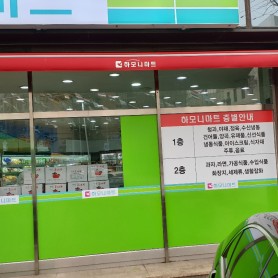 마트
하모니마트
하모니마트 층별안내
1층
청과,야채,정육,수산냉동
건어물,양곡,유제품,신선식품
냉동식품,아이스크림,식자재
주류,음료
2층
과자,라면,가공식품,수입식품
화장지,세제류,생활잡화
하모니마트
하모니마트